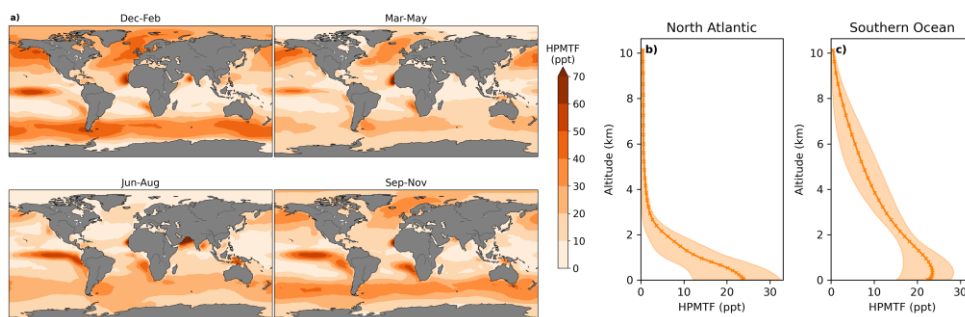 a)
Dec-Feb
Mar-May
Jun-Aug
Sep-Nov
HPMTF
(ppt)
70
60
50
40
30
20
10
0
North Atlantic
b)
10
8
6
4
2
0
Altitude (km)
0 10 20 30
HPMTF (ppt)
Southern Ocean
c)
10
8
6
4
2
0
Altitude (km)
0 10 20 30
HPMTF (ppt)